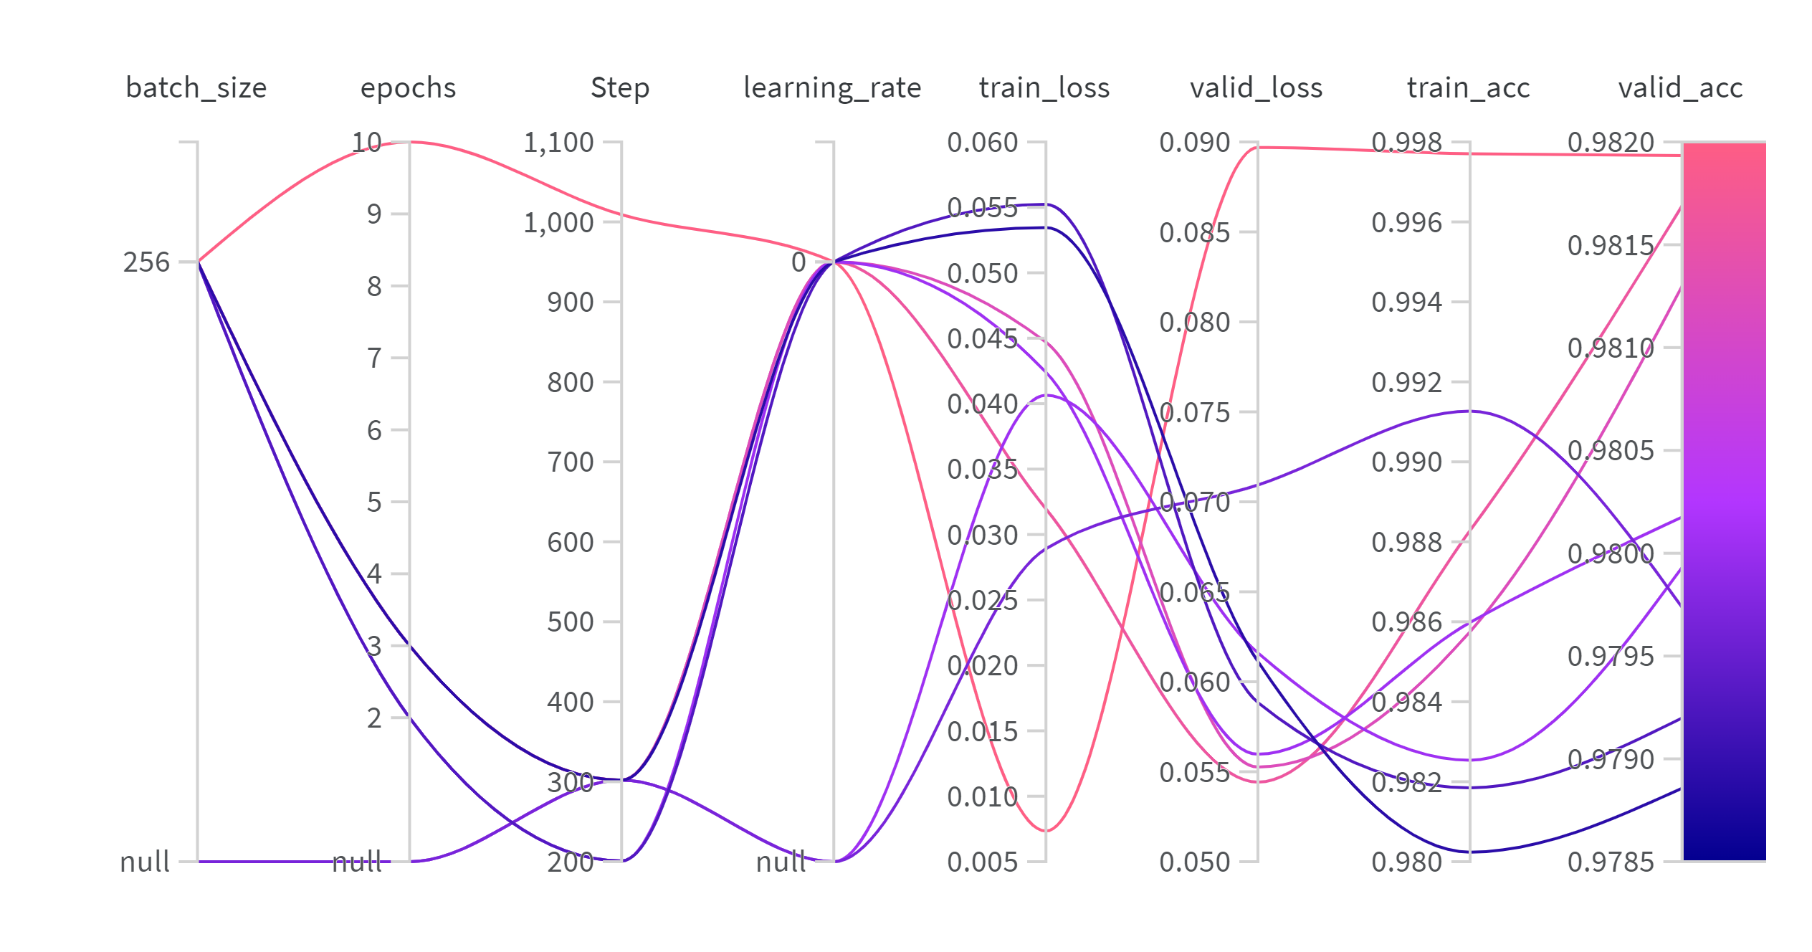 batch_size epochs Step learning_rate train_loss valid_loss train_acc valid_acc
10 1,100 0.060 0.090 0.998 0.9820
9 1,000 0.055 0.085 0.996 0.9815
256 8 900 0 0.050 0.080 0.994 0.9810
7 800 0.045 0.075 0.992 0.9805
6 700 0.040 0.070 0.990 0.9800
5 600 0.035 0.065 0.988 0.9795
4 500 0.030 0.060 0.986 0.9790
3 400 0.025 0.055 0.984 0.9785
2 300 0.020 0.050 0.982
null null 200 null 0.015 0.980
0.010
0.005